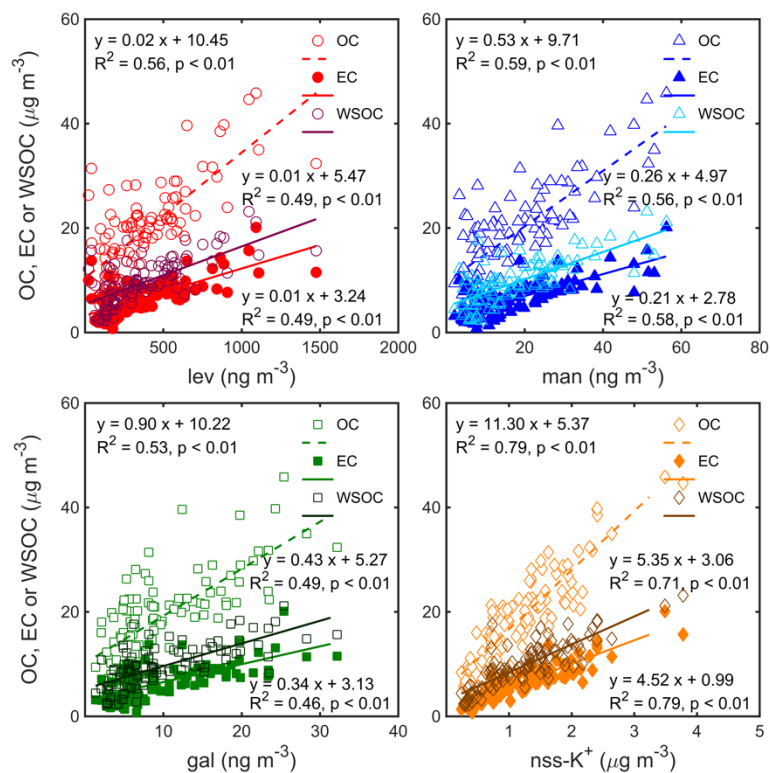 60
40
20
0
OC, EC or WSOC (μg m⁻³)
y = 0.02 x + 10.45
R² = 0.56, p < 0.01
OC
EC
WSOC
y = 0.01 x + 5.47
R² = 0.49, p < 0.01
y = 0.01 x + 3.24
R² = 0.49, p < 0.01
500
1000
1500
2000
lev (ng m⁻³)
60
40
20
0
y = 0.53 x + 9.71
R² = 0.59, p < 0.01
OC
EC
WSOC
y = 0.26 x + 4.97
R² = 0.56, p < 0.01
y = 0.21 x + 2.78
R² = 0.58, p < 0.01
20
40
60
80
man (ng m⁻³)
60
40
20
0
OC, EC or WSOC (μg m⁻³)
y = 0.90 x + 10.22
R² = 0.53, p < 0.01
OC
EC
WSOC
y = 0.43 x + 5.27
R² = 0.49, p < 0.01
y = 0.34 x + 3.13
R² = 0.46, p < 0.01
10
20
30
40
gal (ng m⁻³)
60
40
20
0
y = 11.30 x + 5.37
R² = 0.79, p < 0.01
OC
EC
WSOC
y = 5.35 x + 3.06
R² = 0.71, p < 0.01
y = 4.52 x + 0.99
R² = 0.79, p < 0.01
1
2
3
4
5
nss-K⁺ (μg m⁻³)